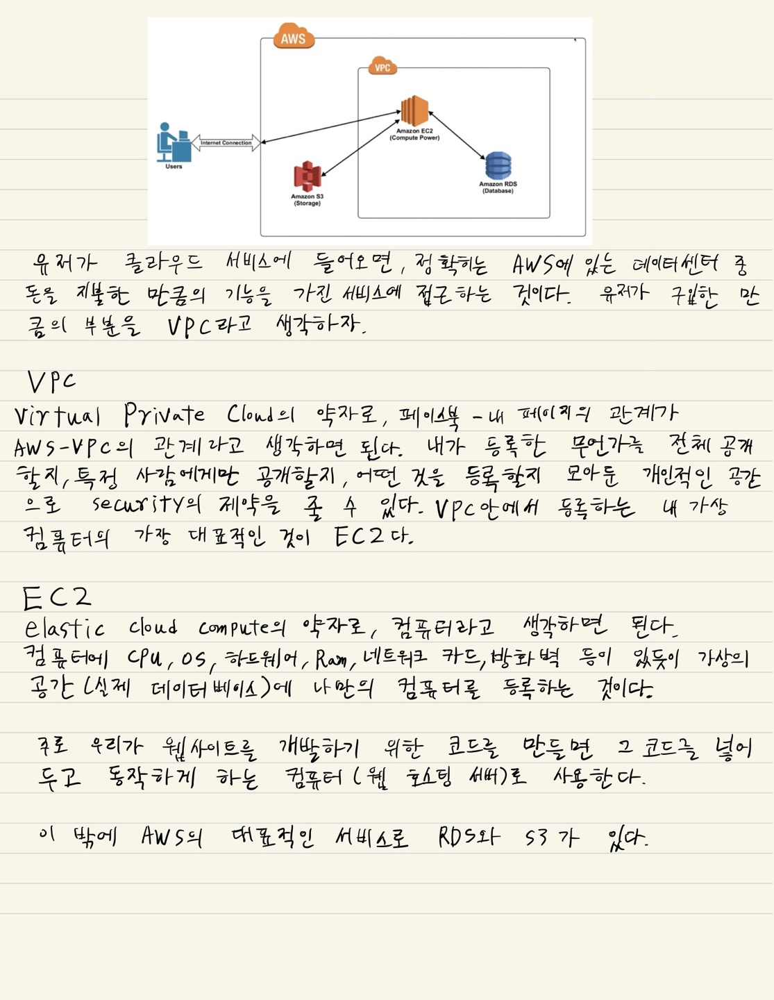 AWS
VPC
Amazon EC2
(Compute Power)
Internet Connection
Users
Amazon S3
(Storage)
Amazon RDS
(Database)
유저가 클라우드 서비스에 들어오면, 정확히는 AWS에 있는 데이터센터 중
돈을 지불한 만큼의 기능을 가진 서비스에 접근하는 것이다. 유저가 구입한 만
큼의 부분을 VPC라고 생각하자.
VPC
Virtual Private Cloud의 약자로, 페이스북 - 내 페이지의 관계가
AWS-VPC의 관계라고 생각하면 된다. 내가 등록한 무언가를 전체 공개
할지, 특정 사람에게만 공개할지, 어떤 것을 등록할지 모아둔 개인적인 공간
으로 security의 제약을 줄 수 있다. VPC안에서 등록하는 내 가상
컴퓨터의 가장 대표적인 것이 EC2다.
EC2
elastic cloud compute의 약자로, 컴퓨터라고 생각하면 된다.
컴퓨터에 CPU, OS, 하드웨어, Ram, 네트워크 카드, 방화벽 등이 있듯이 가상의
공간 (실제 데이터베이스)에 나만의 컴퓨터를 등록하는 것이다.
주로 우리가 웹사이트를 개발하기 위한 코드를 만들면 그 코드를 넣어
두고 동작하게 하는 컴퓨터 (웹 호스팅 서버)로 사용한다.
이 밖에 AWS의 대표적인 서비스로 RDS와 S3가 있다.